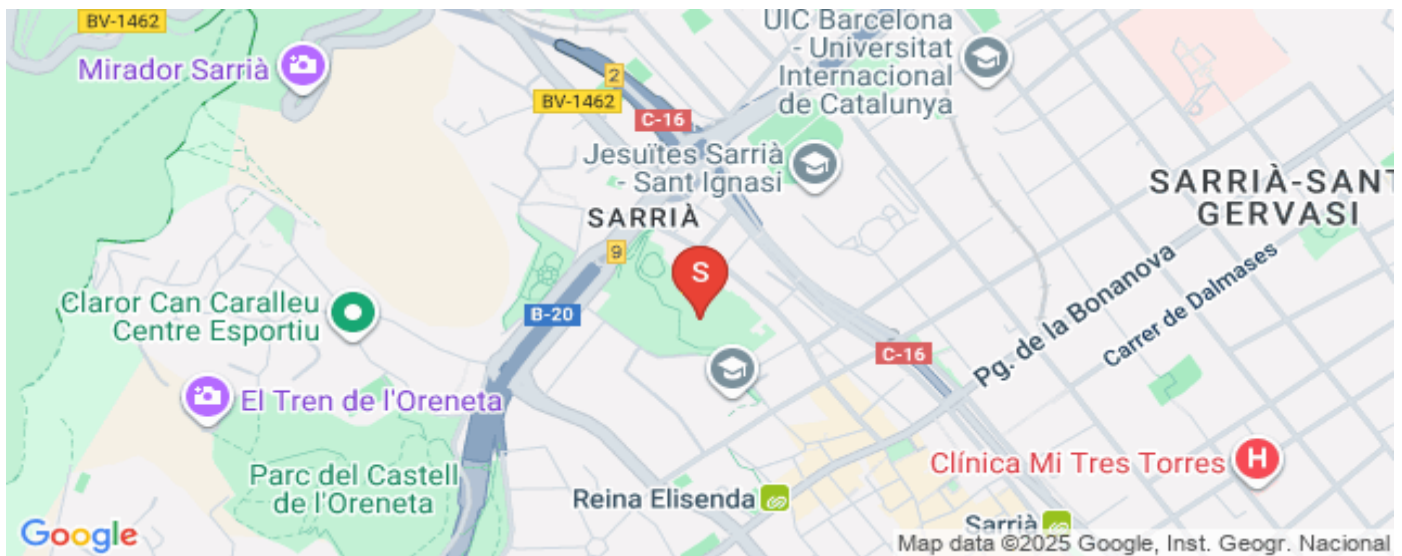 BV-1462
Mirador Sarrià
2
BV-1462
C-16
UIC Barcelona
- Universitat
Internacional
de Catalunya
Jesuïtes Sarrià
- Sant Ignasi
SARRIÀ-SANT
GERVASI
SARRIÀ
9
S
Claror Can Caralleu
Centre Esportiu
B-20
C-16
Pg. de la Bonanova
Carrer de Dalmases
El Tren de l'Oreneta
Parc del Castell
de l'Oreneta
Reina Elisenda
Clínica Mi Tres Torres
H
Sarrià
Google
Map data ©2025 Google, Inst. Geogr. Nacional